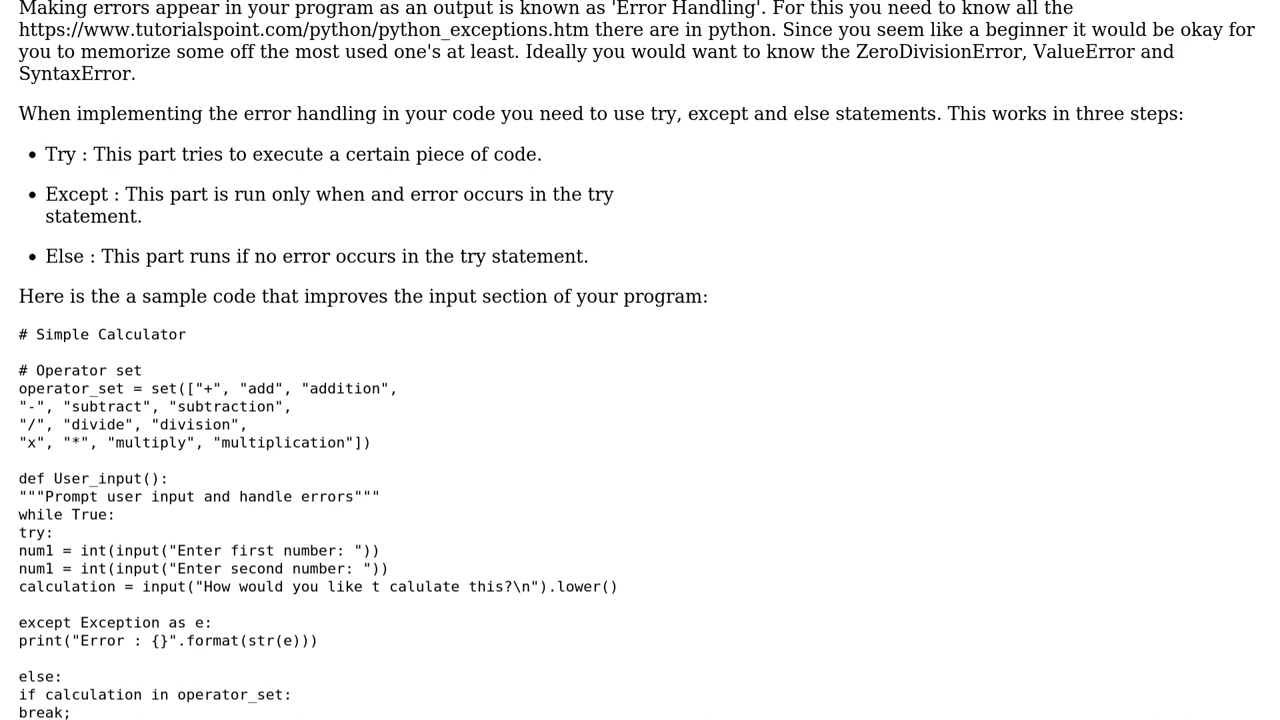 Making errors appear in your program as an output is known as 'Error Handling'. For this you need to know all the
https://www.tutorialspoint.com/python/python_exceptions.htm there are in python. Since you seem like a beginner it would be okay for
you to memorize some off the most used one's at least. Ideally you would want to know the ZeroDivisionError, ValueError and
SyntaxError.
When implementing the error handling in your code you need to use try, except and else statements. This works in three steps:
• Try : This part tries to execute a certain piece of code.
• Except : This part is run only when and error occurs in the try
statement.
• Else : This part runs if no error occurs in the try statement.
Here is the a sample code that improves the input section of your program:
# Simple Calculator
# Operator set
operator_set = set(["+", "add", "addition",
"-", "subtract", "subtraction",
"/", "divide", "division",
"x", "*", "multiply", "multiplication"])
def User_input():
"""Prompt user input and handle errors"""
while True:
try:
num1 = int(input("Enter first number: "))
num1 = int(input("Enter second number: "))
calculation = input("How would you like t calulate this?\n").lower()
except Exception as e:
print("Error : {}".format(str(e)))
else:
if calculation in operator_set:
break;